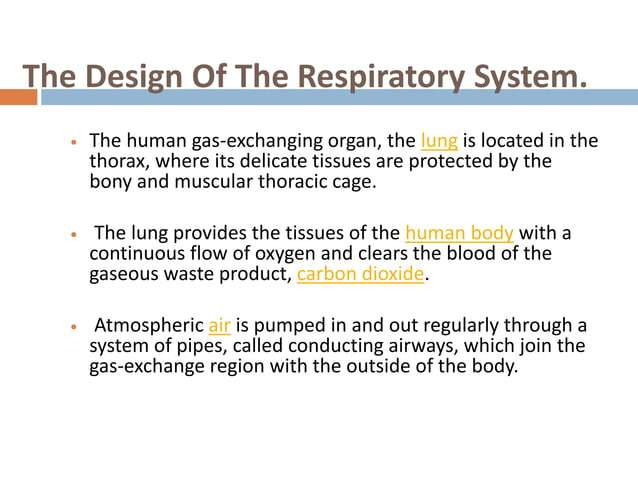 The Design Of The Respiratory System.
• The human gas-exchanging organ, the lung is located in the
thorax, where its delicate tissues are protected by the
bony and muscular thoracic cage.
• The lung provides the tissues of the human body with a
continuous flow of oxygen and clears the blood of the
gaseous waste product, carbon dioxide.
• Atmospheric air is pumped in and out regularly through a
system of pipes, called conducting airways, which join the
gas-exchange region with the outside of the body.